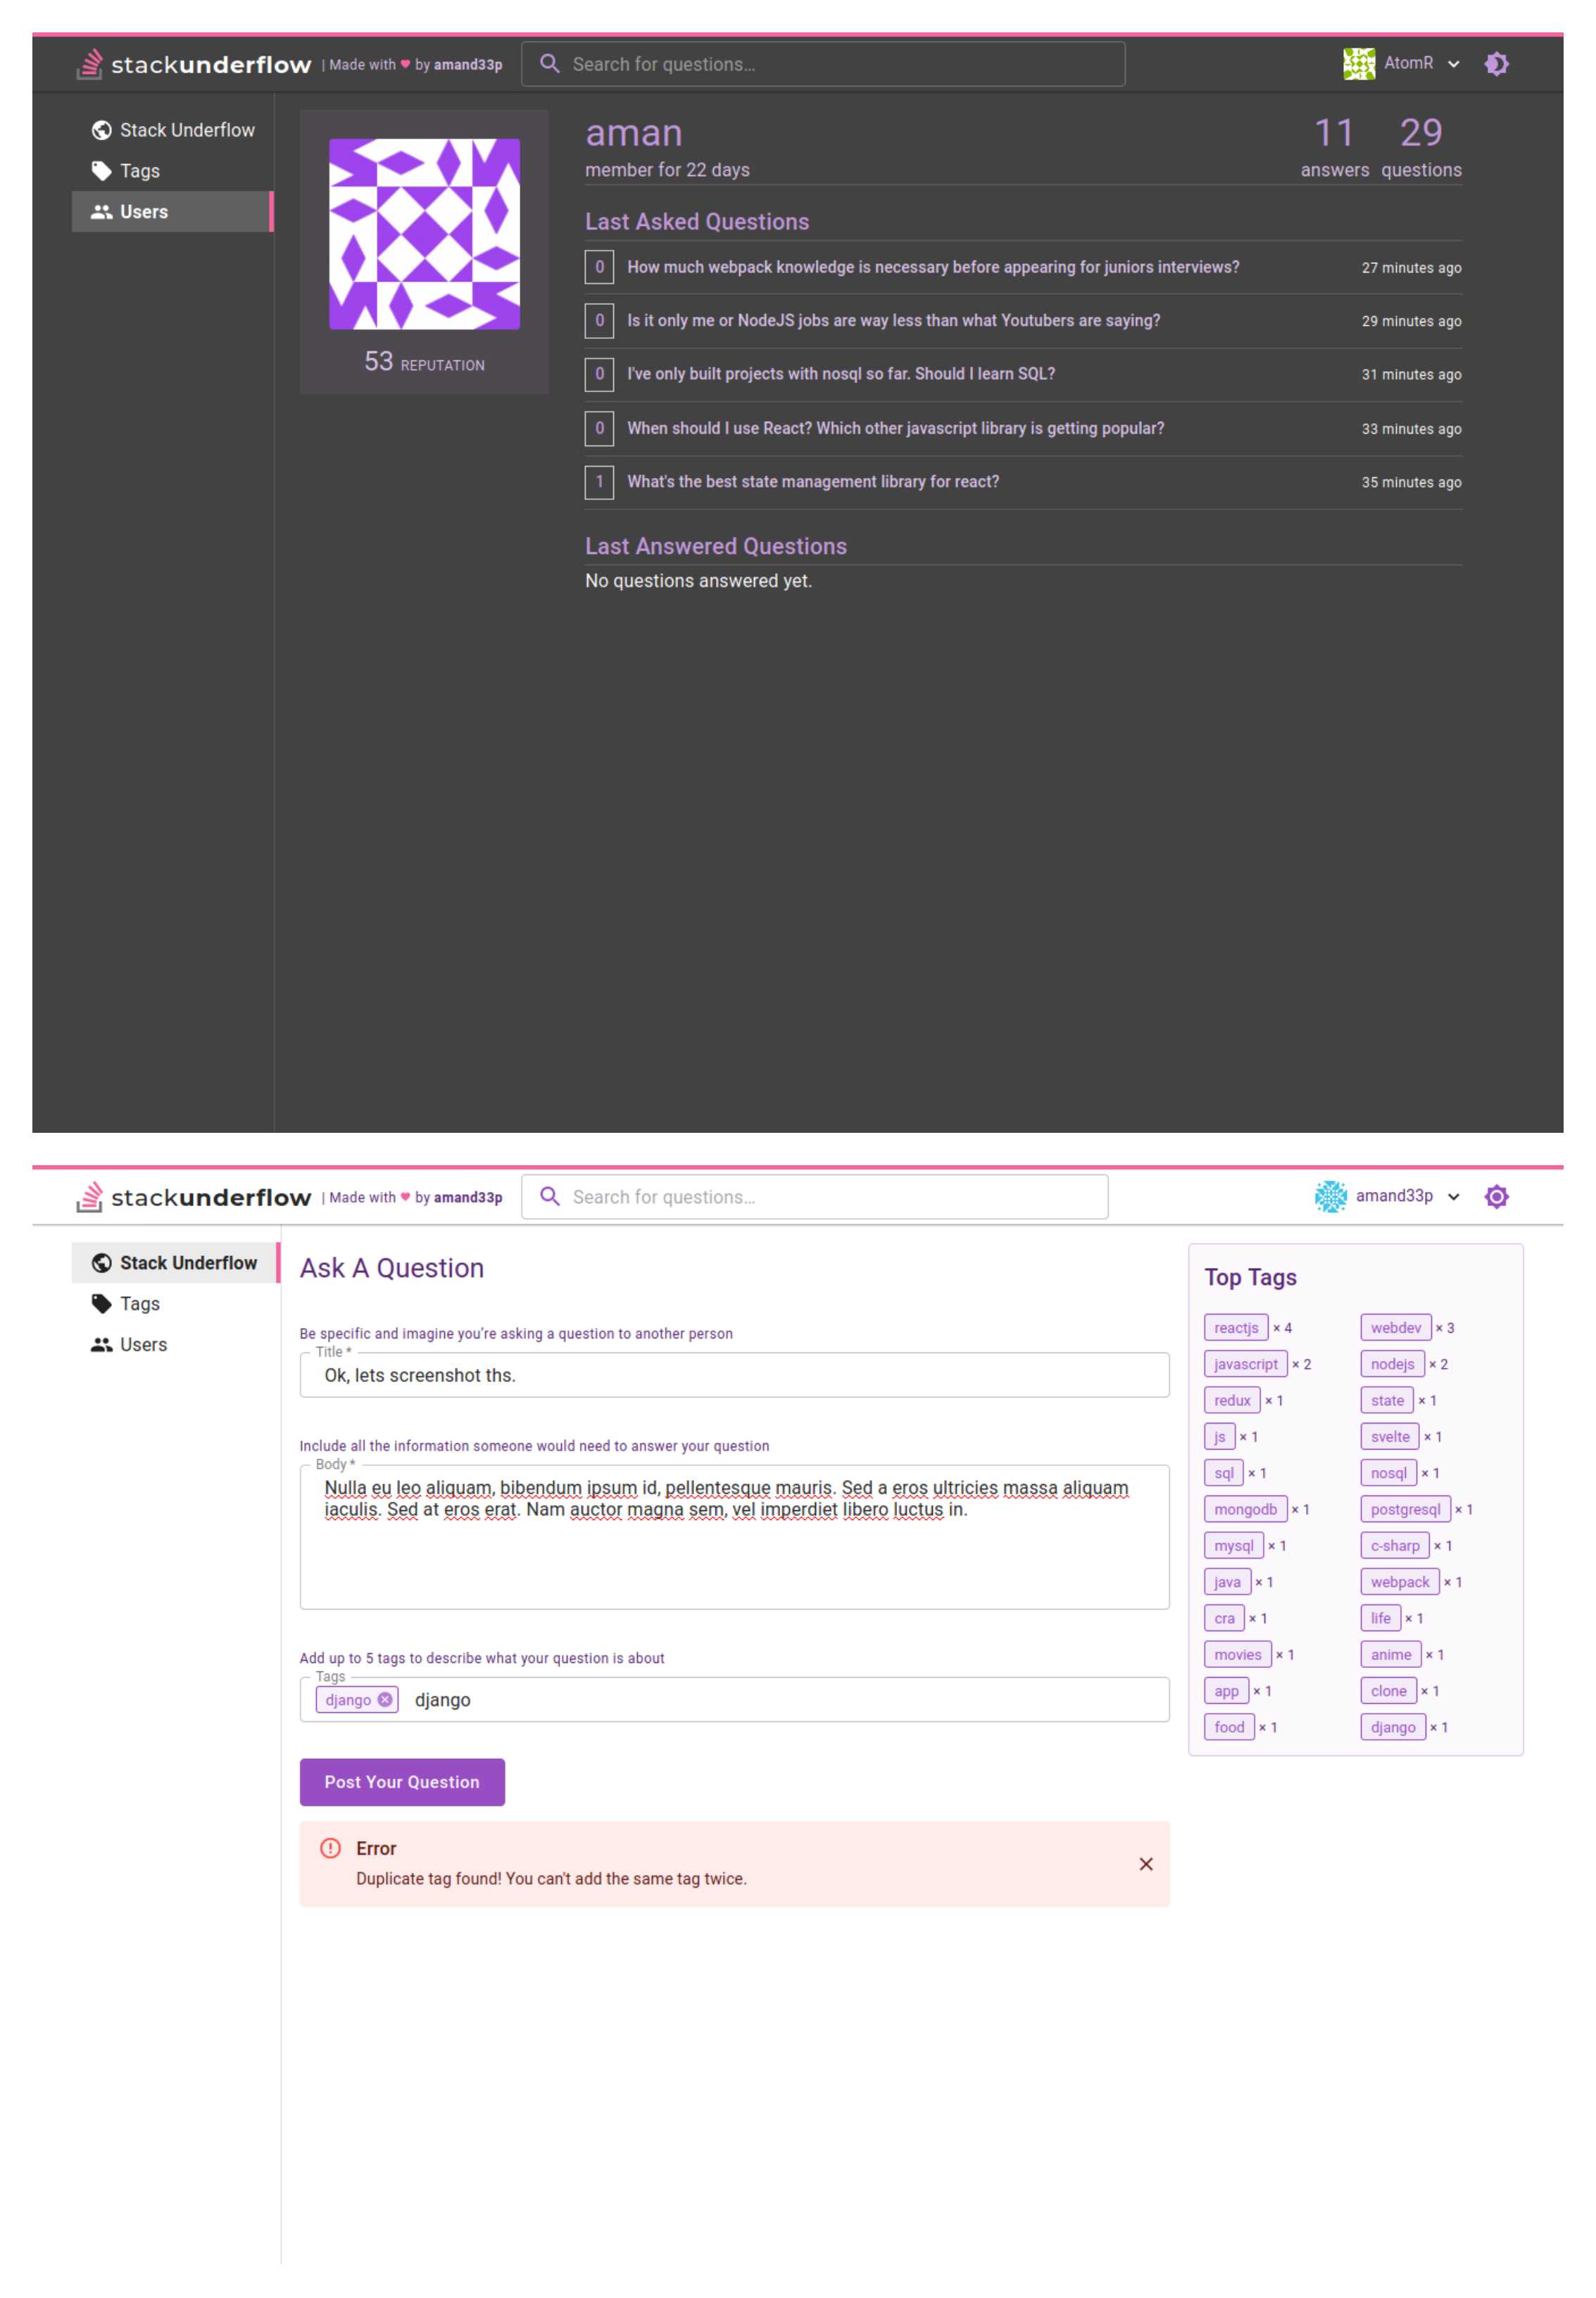 stackunderflow | Made with ♥ by amand33p Search for questions... AtomR
Stack Underflow
Tags
Users
53 REPUTATION
aman
member for 22 days
11 29
answers questions
Last Asked Questions
0 How much webpack knowledge is necessary before appearing for juniors interviews? 27 minutes ago
0 Is it only me or NodeJS jobs are way less than what Youtubers are saying? 29 minutes ago
0 I've only built projects with nosql so far. Should I learn SQL? 31 minutes ago
0 When should I use React? Which other javascript library is getting popular? 33 minutes ago
1 What's the best state management library for react? 35 minutes ago
Last Answered Questions
No questions answered yet.
stackunderflow | Made with ♥ by amand33p Search for questions... amand33p
Stack Underflow
Tags
Users
Ask A Question
Be specific and imagine you're asking a question to another person
Title *
Ok, lets screenshot ths.
Include all the information someone would need to answer your question
Body *
Nulla eu leo aliquam, bibendum ipsum id, pellentesque mauris. Sed a eros ultricies massa aliquam
iaculis. Sed at eros erat. Nam auctor magna sem, vel imperdiet libero luctus in.
Add up to 5 tags to describe what your question is about
Tags
django django
Post Your Question
Error
Duplicate tag found! You can't add the same tag twice.
Top Tags
reactjs × 4 webdev × 3
javascript × 2 nodejs × 2
redux × 1 state × 1
js × 1 svelte × 1
sql × 1 nosql × 1
mongodb × 1 postgresql × 1
mysql × 1 c-sharp × 1
java × 1 webpack × 1
cra × 1 life × 1
movies × 1 anime × 1
app × 1 clone × 1
food × 1 django × 1